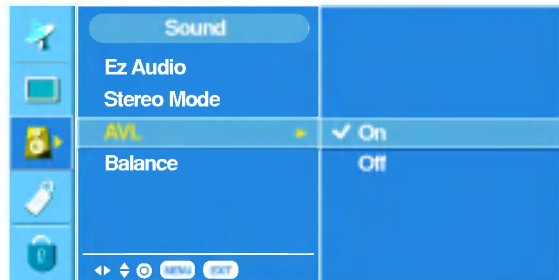 Sound
Ez Audio
Stereo Mode
AVL
On
Balance
Off
MENU EXIT